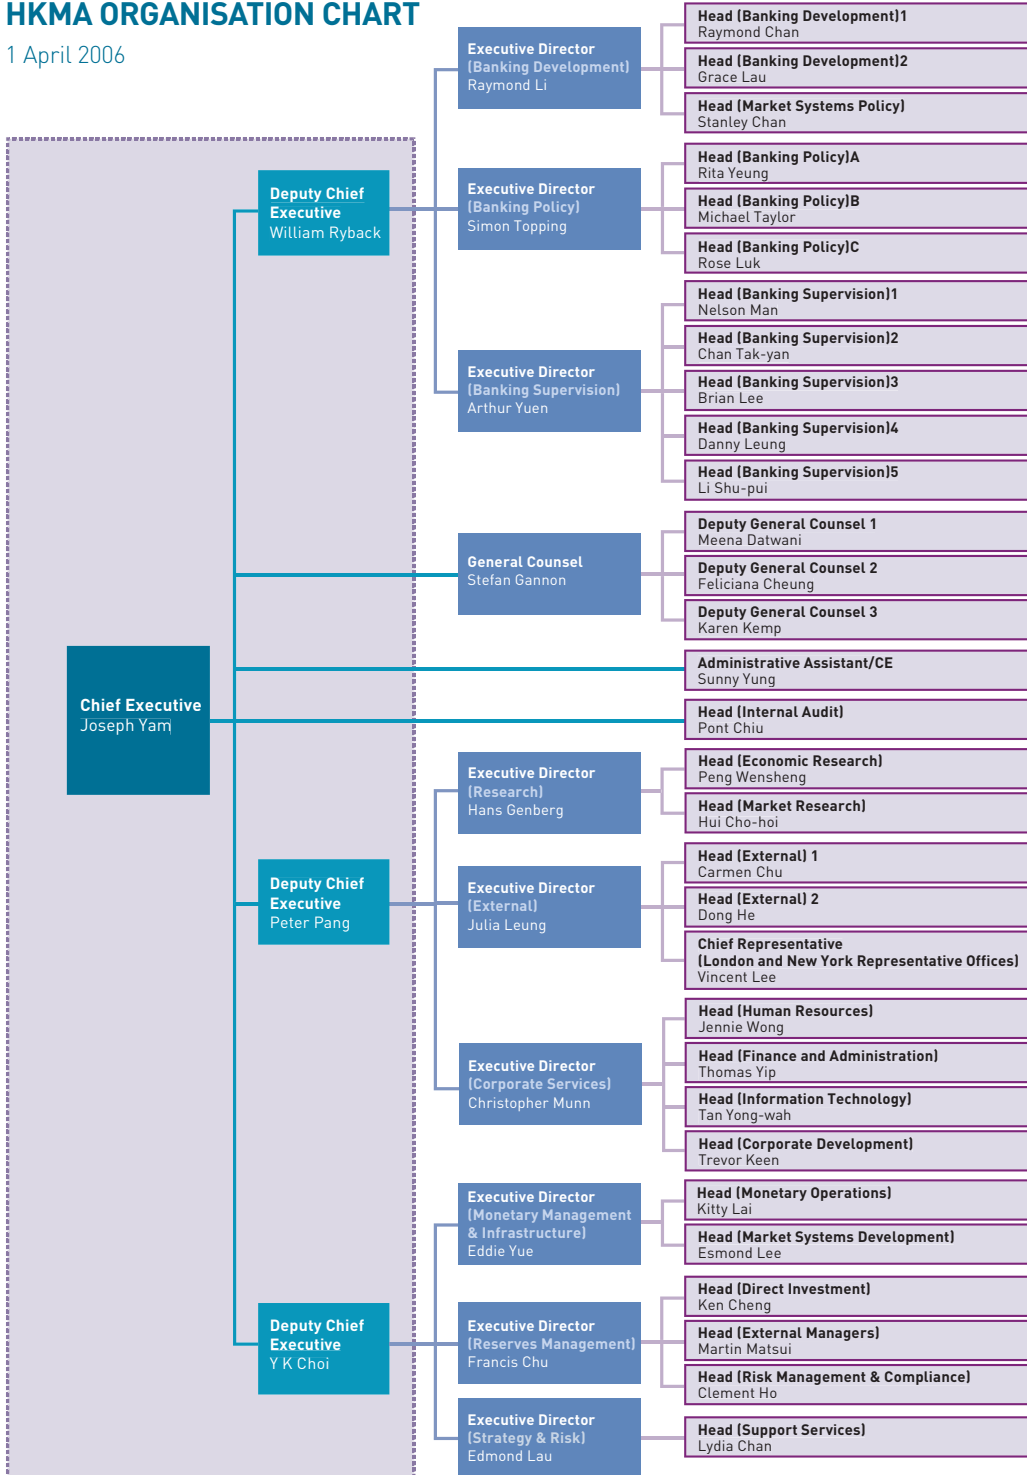 HKMA ORGANISATION CHART
1 April 2006
Chief Executive
Joseph Yam
Deputy Chief
Executive
William Ryback
Executive Director
(Banking Development)
Raymond Li
Head (Banking Development)1
Raymond Chan
Head (Banking Development)2
Grace Lau
Head (Market Systems Policy)
Stanley Chan
Executive Director
(Banking Policy)
Simon Topping
Head (Banking Policy)A
Rita Yeung
Head (Banking Policy)B
Michael Taylor
Head (Banking Policy)C
Rose Luk
Executive Director
(Banking Supervision)
Arthur Yuen
Head (Banking Supervision)1
Nelson Man
Head (Banking Supervision)2
Chan Tak-yan
Head (Banking Supervision)3
Brian Lee
Head (Banking Supervision)4
Danny Leung
Head (Banking Supervision)5
Li Shu-pui
General Counsel
Stefan Gannon
Deputy General Counsel 1
Meena Datwani
Deputy General Counsel 2
Feliciana Cheung
Deputy General Counsel 3
Karen Kemp
Administrative Assistant/CE
Sunny Yung
Head (Internal Audit)
Pont Chiu
Deputy Chief
Executive
Peter Pang
Executive Director
(Research)
Hans Genberg
Head (Economic Research)
Peng Wensheng
Head (Market Research)
Hui Cho-hoi
Executive Director
(External)
Julia Leung
Head (External) 1
Carmen Chu
Head (External) 2
Dong He
Chief Representative
(London and New York Representative Offices)
Vincent Lee
Executive Director
(Corporate Services)
Christopher Munn
Head (Human Resources)
Jennie Wong
Head (Finance and Administration)
Thomas Yip
Head (Information Technology)
Tan Yong-wah
Head (Corporate Development)
Trevor Keen
Deputy Chief
Executive
Y K Choi
Executive Director
(Monetary Management
& Infrastructure)
Eddie Yue
Head (Monetary Operations)
Kitty Lai
Head (Market Systems Development)
Esmond Lee
Executive Director
(Reserves Management)
Francis Chu
Head (Direct Investment)
Ken Cheng
Head (External Managers)
Martin Matsui
Head (Risk Management & Compliance)
Clement Ho
Executive Director
(Strategy & Risk)
Edmond Lau
Head (Support Services)
Lydia Chan